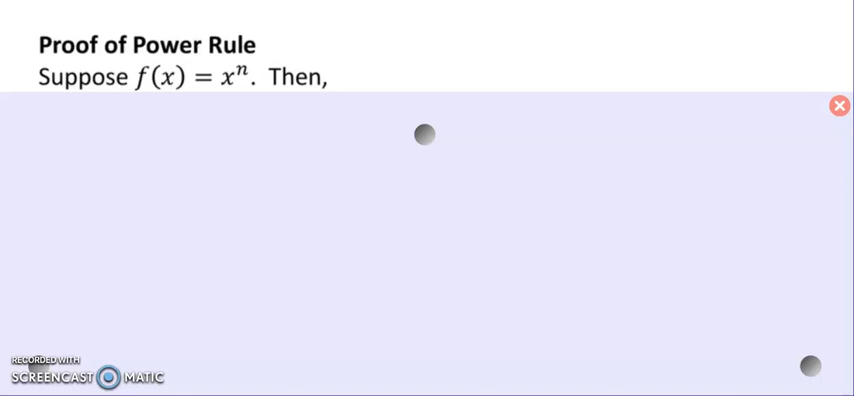 Proof of Power Rule
Suppose f(x) = xⁿ. Then,
RECORDED WITH
SCREENCAST MATIC